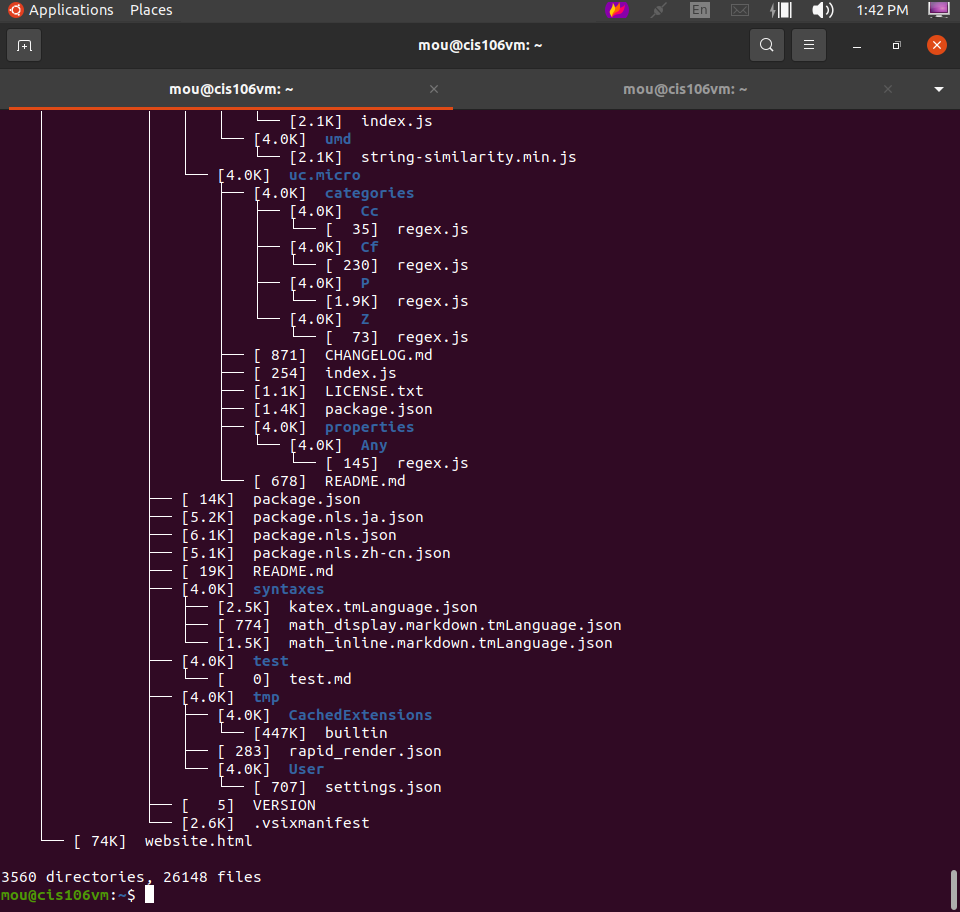 Applications Places En 1:42 PM
mou@cis106vm: ~
mou@cis106vm: ~ mou@cis106vm: ~
[2.1K] index.js
[4.0K] umd
[2.1K] string-similarity.min.js
[4.0K] uc.micro
[4.0K] categories
[4.0K] Cc
[ 35] regex.js
[4.0K] Cf
[ 230] regex.js
[4.0K] P
[1.9K] regex.js
[4.0K] Z
[ 73] regex.js
[ 871] CHANGELOG.md
[ 254] index.js
[1.1K] LICENSE.txt
[1.4K] package.json
[4.0K] properties
[4.0K] Any
[ 145] regex.js
[ 678] README.md
[ 14K] package.json
[5.2K] package.nls.ja.json
[6.1K] package.nls.json
[5.1K] package.nls.zh-cn.json
[ 19K] README.md
[4.0K] syntaxes
[2.5K] katex.tmLanguage.json
[ 774] math_display.markdown.tmLanguage.json
[1.5K] math_inline.markdown.tmLanguage.json
[4.0K] test
[ 0] test.md
[4.0K] tmp
[4.0K] CachedExtensions
[447K] builtin
[ 283] rapid_render.json
[4.0K] User
[ 707] settings.json
[ 5] VERSION
[2.6K] .vsixmanifest
[ 74K] website.html
3560 directories, 26148 files
mou@cis106vm:~$